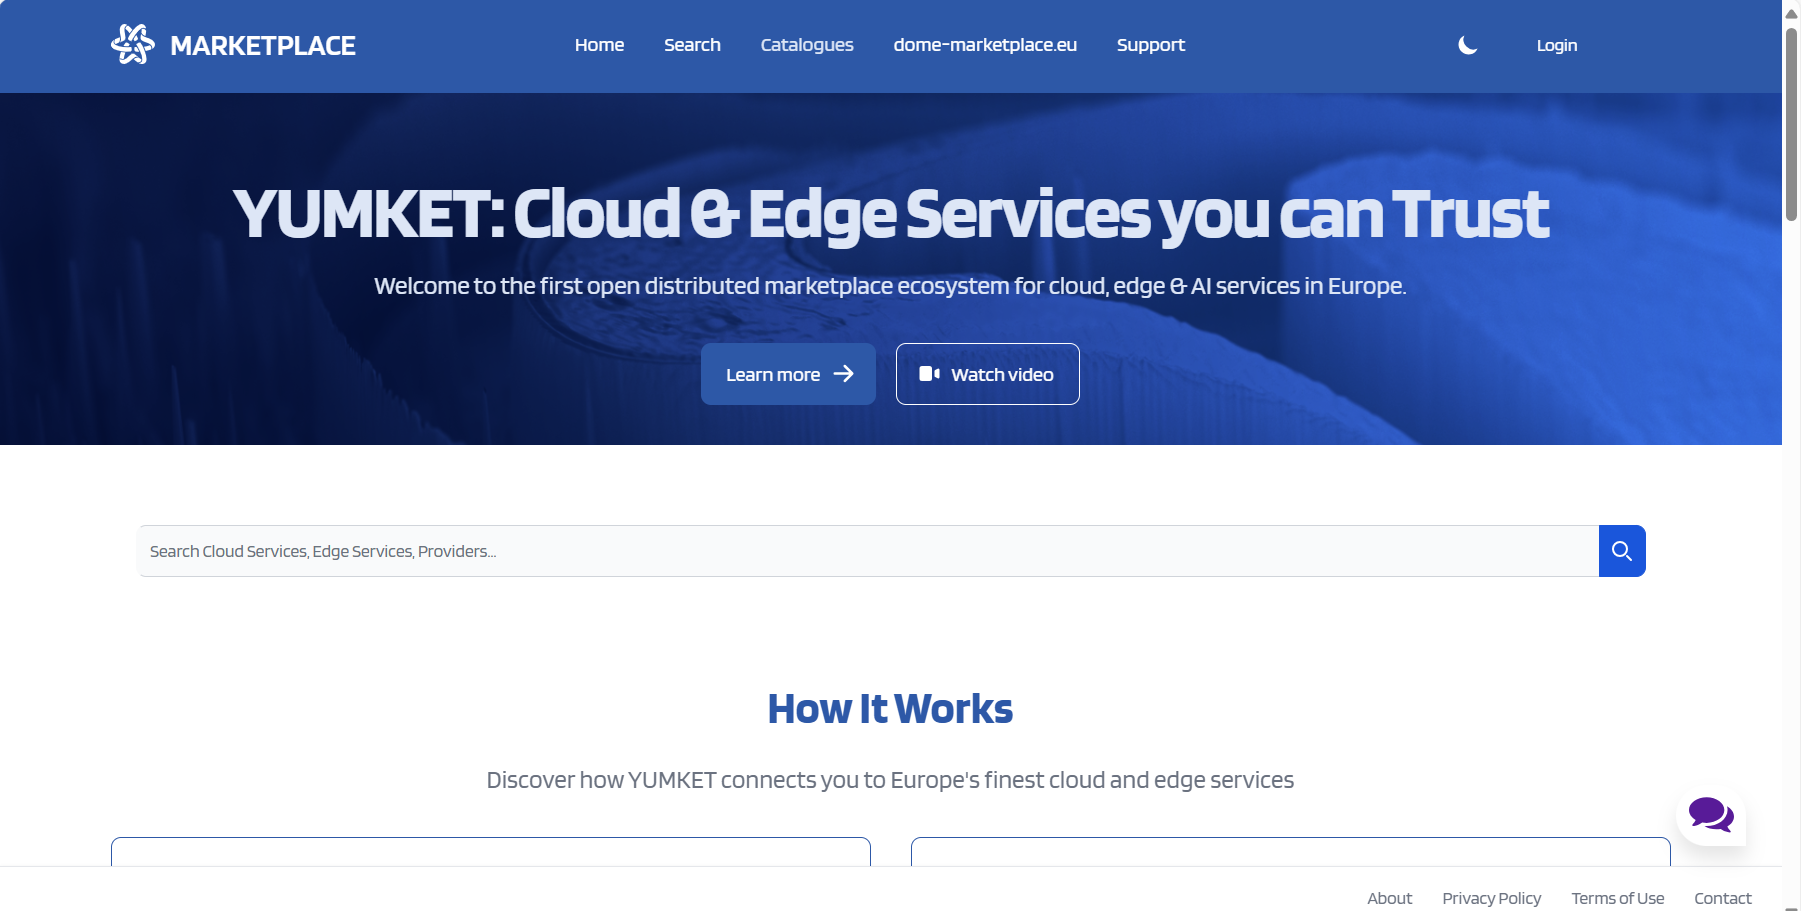 MARKETPLACE
Home
Search
Catalogues
dome-marketplace.eu
Support
Login
YUMKET: Cloud & Edge Services you can Trust
Welcome to the first open distributed marketplace ecosystem for cloud, edge & AI services in Europe.
Learn more
Watch video
Search Cloud Services, Edge Services, Providers...
How It Works
Discover how YUMKET connects you to Europe's finest cloud and edge services
About
Privacy Policy
Terms of Use
Contact